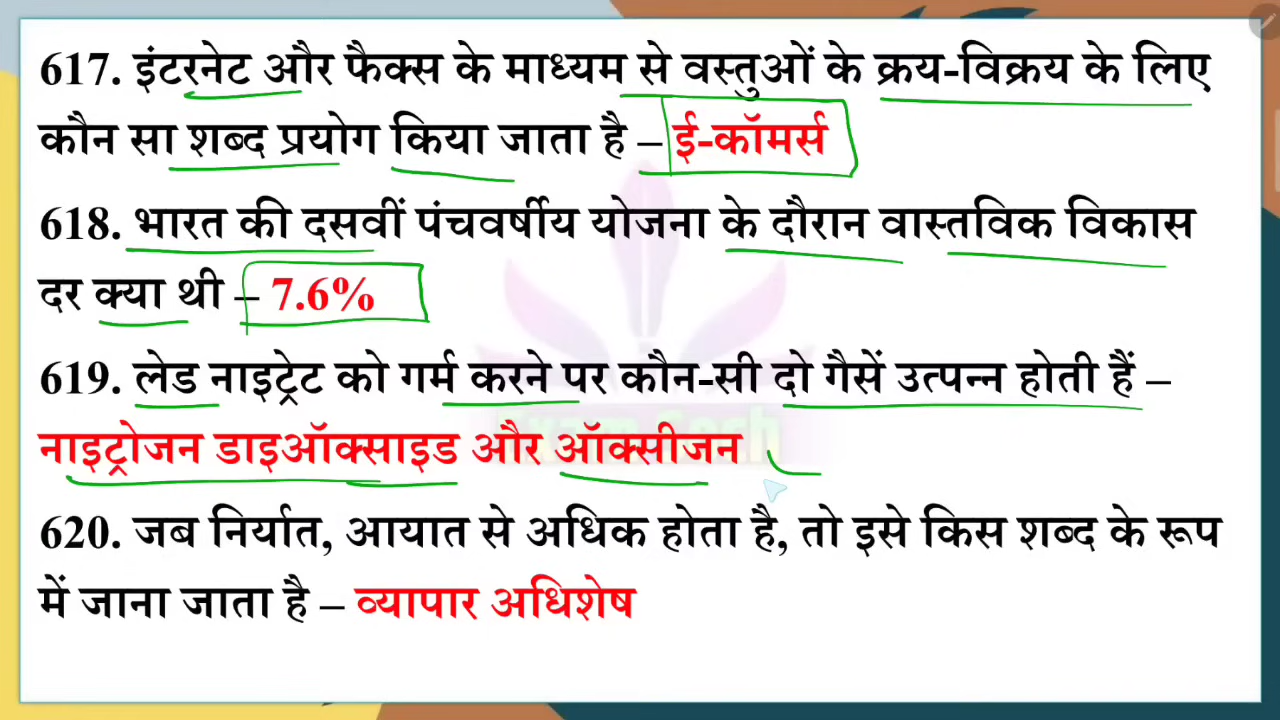 617. इंटरनेट और फैक्स के माध्यम से वस्तुओं के क्रय-विक्रय के लिए
कौन सा शब्द प्रयोग किया जाता है – ई-कॉमर्स
618. भारत की दसवीं पंचवर्षीय योजना के दौरान वास्तविक विकास
दर क्या थी – 7.6%
619. लेड नाइट्रेट को गर्म करने पर कौन-सी दो गैसें उत्पन्न होती हैं –
नाइट्रोजन डाइऑक्साइड और ऑक्सीजन
620. जब निर्यात, आयात से अधिक होता है, तो इसे किस शब्द के रूप
में जाना जाता है – व्यापार अधिशेष